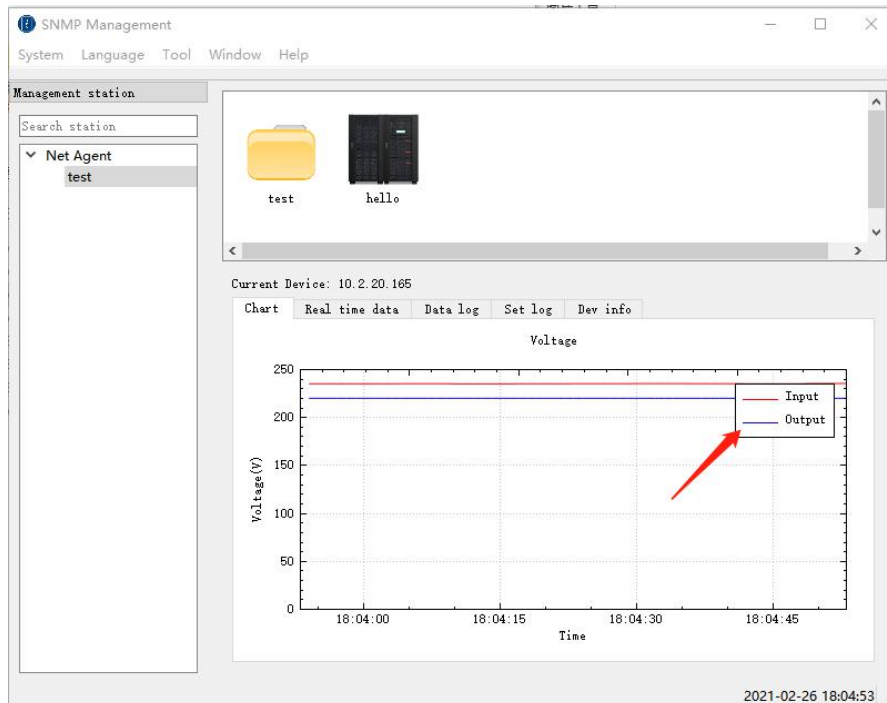 SNMP Management
System Language Tool Window Help
Management station
Search station
Net Agent
test
test hello
Current Device: 10.2.20.165
Chart Real time data Data log Set log Dev info
Voltage
250
200
150
100
50
0
Voltage(V)
Input
Output
18:04:00 18:04:15 18:04:30 18:04:45
Time
2021-02-26 18:04:53